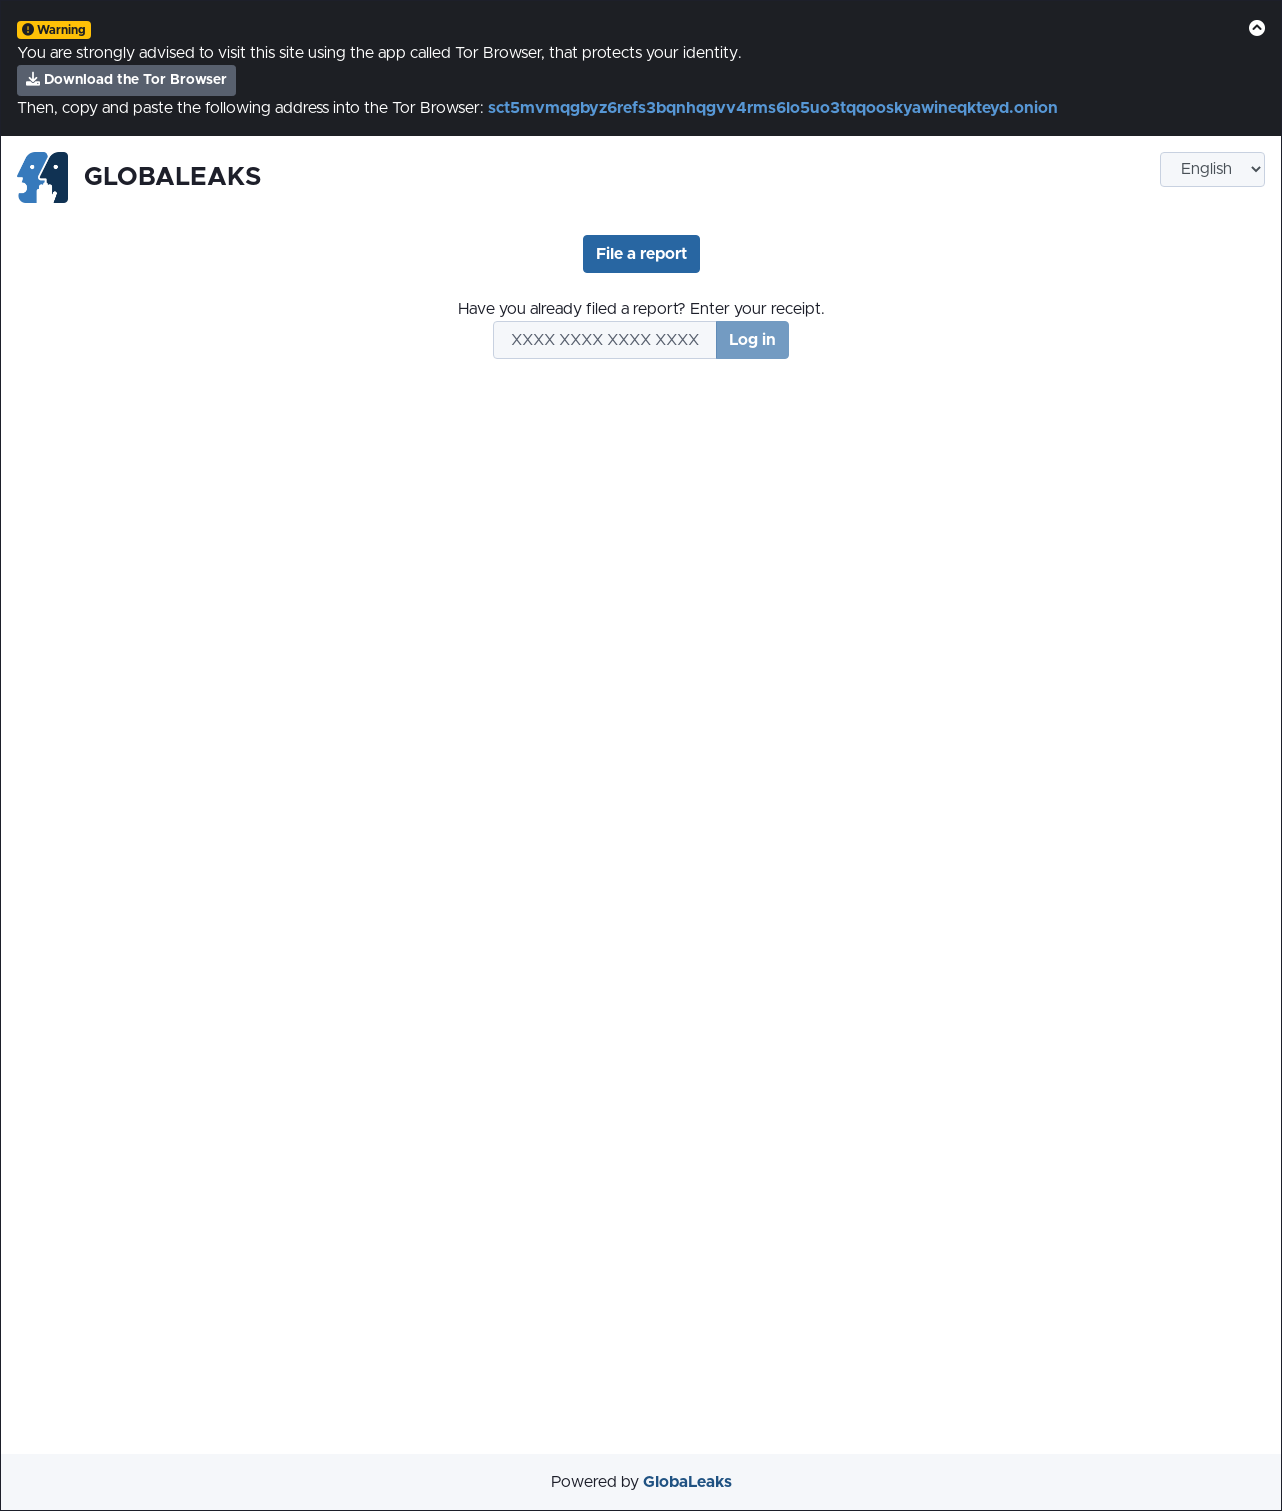 Warning
You are strongly advised to visit this site using the app called Tor Browser, that protects your identity.
Download the Tor Browser
Then, copy and paste the following address into the Tor Browser: sct5mvmqgbyz6refs3bqnhqgvv4rms6lo5uo3tqqooskyawineqkteyd.onion
GLOBALEAKS
English
File a report
Have you already filed a report? Enter your receipt.
XXXX XXXX XXXX XXXX Log in
Powered by GlobaLeaks